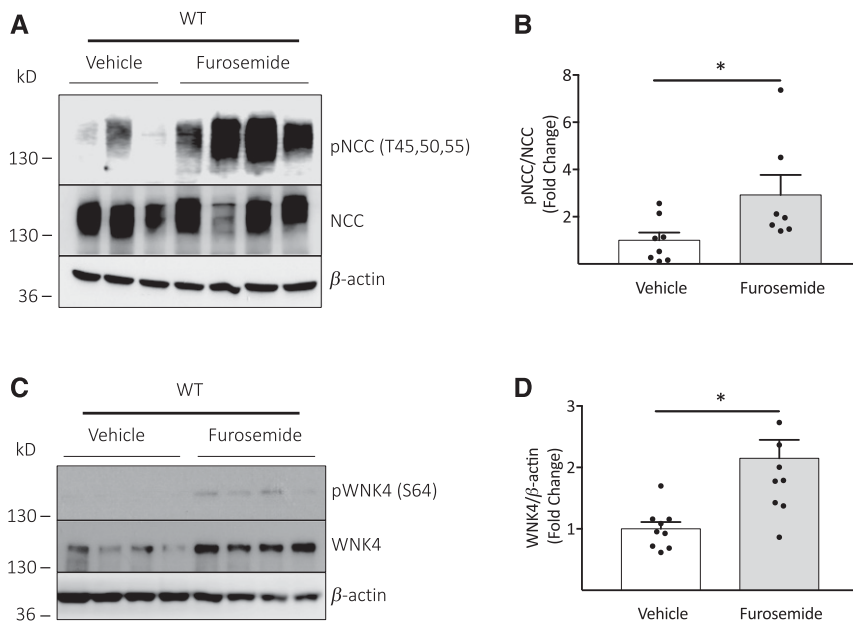 A
WT
Vehicle Furosemide
kD
130 –
pNCC (T45,50,55)
130 –
NCC
36 –
β-actin
B
*
8
6
4
2
pNCC/NCC
(Fold Change)
Vehicle Furosemide
C
WT
Vehicle Furosemide
kD
pWNK4 (S64)
130 –
WNK4
130 –
β-actin
36 –
D
*
3
2
1
WNK4/β-actin
(Fold Change)
Vehicle Furosemide